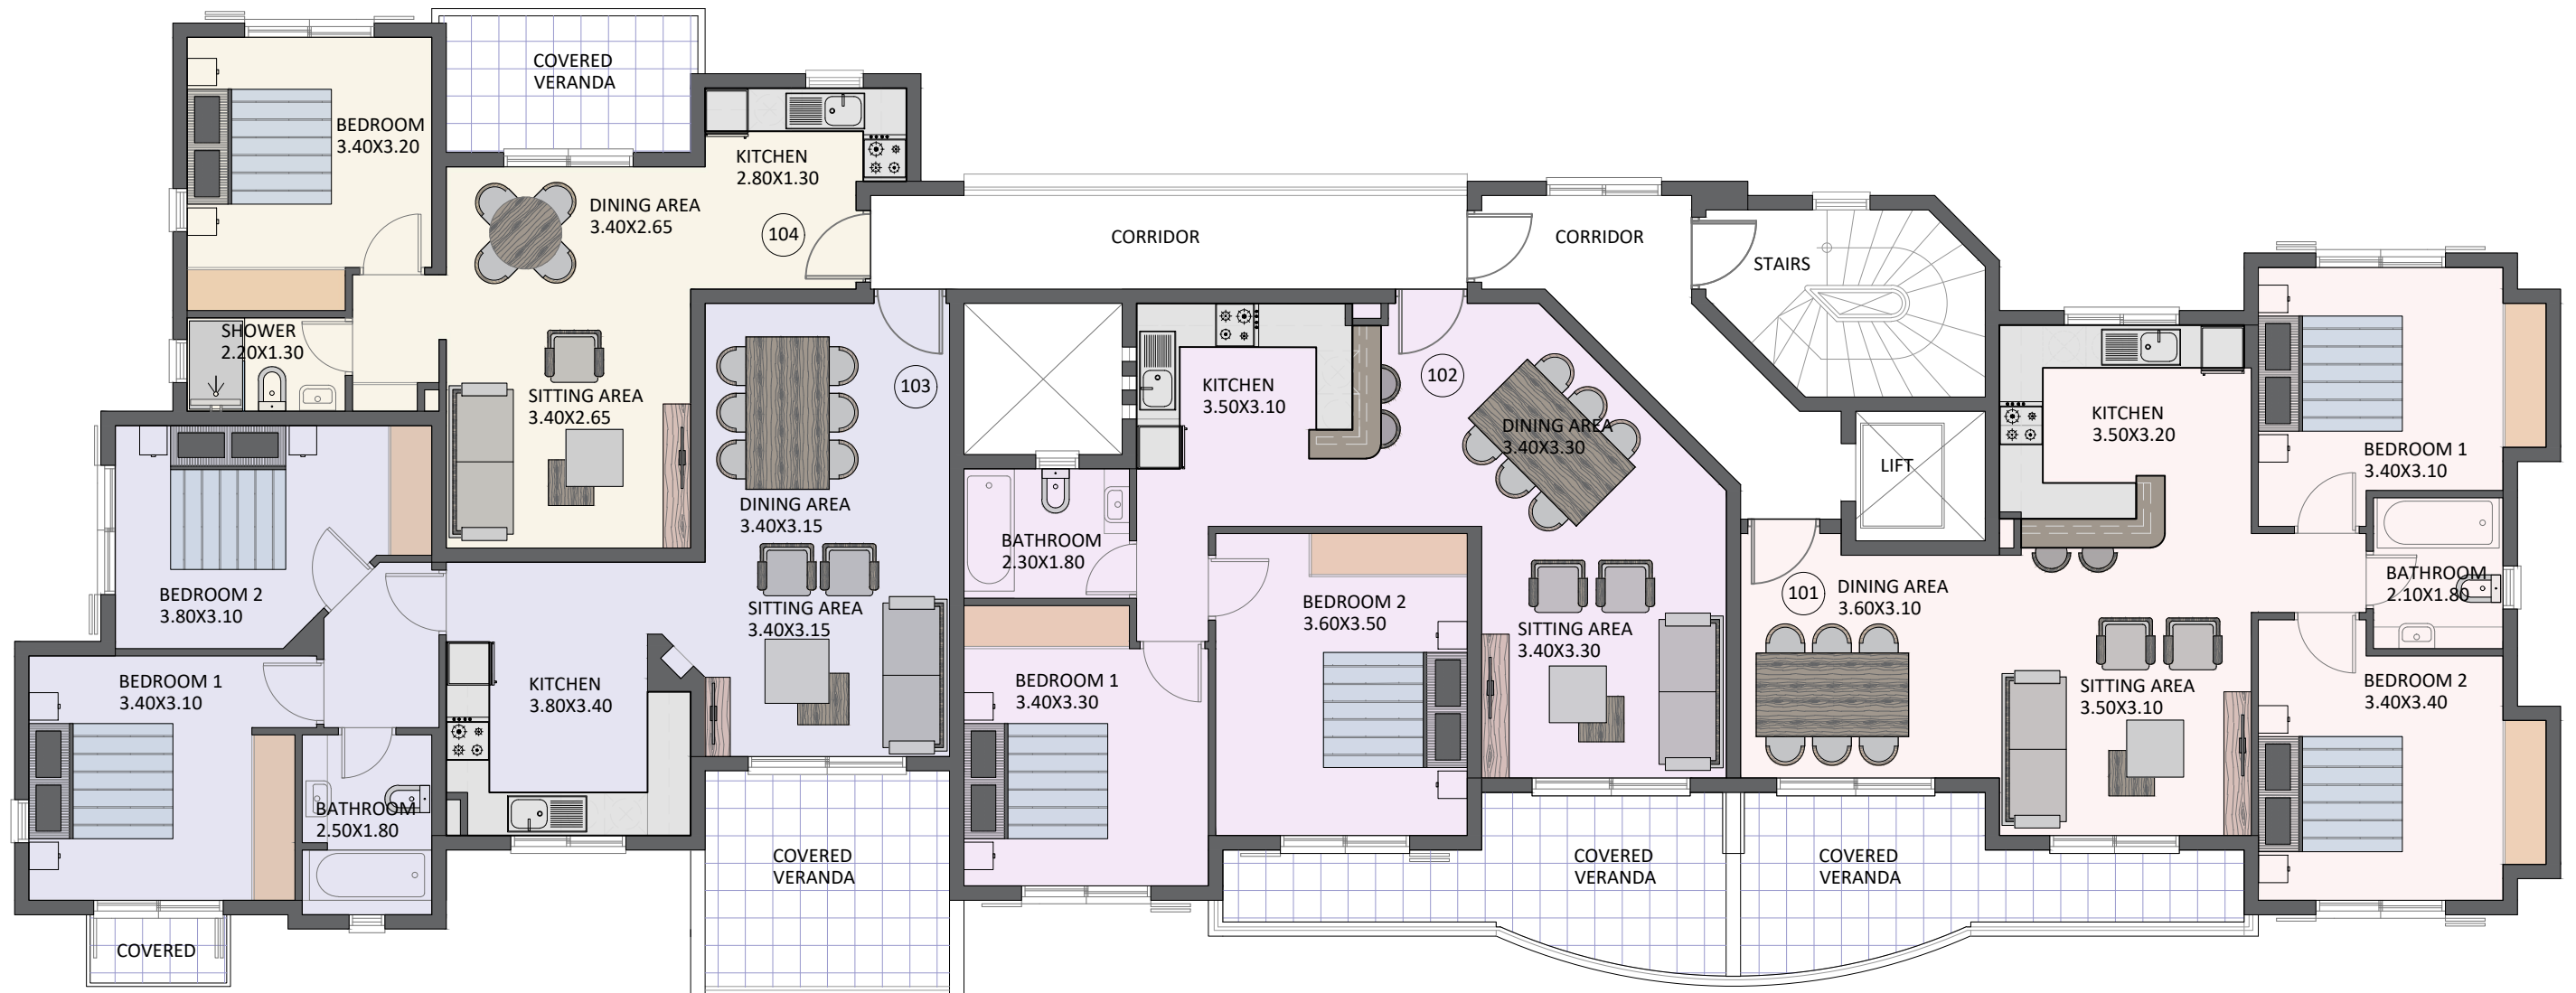 COVERED
VERANDA
BEDROOM
3.40X3.20
KITCHEN
2.80X1.30
DINING AREA
3.40X2.65
104
SHOWER
2.20X1.30
SITTING AREA
3.40X2.65
CORRIDOR
CORRIDOR
STAIRS
103
DINING AREA
3.40X3.15
SITTING AREA
3.40X3.15
BEDROOM 2
3.80X3.10
BEDROOM 1
3.40X3.10
KITCHEN
3.80X3.40
BATHROOM
2.50X1.80
COVERED
COVERED
VERANDA
KITCHEN
3.50X3.10
102
DINING AREA
3.40X3.30
BATHROOM
2.30X1.80
BEDROOM 2
3.60X3.50
SITTING AREA
3.40X3.30
BEDROOM 1
3.40X3.30
COVERED
VERANDA
LIFT
KITCHEN
3.50X3.20
BEDROOM 1
3.40X3.10
101
DINING AREA
3.60X3.10
BATHROOM
2.10X1.80
SITTING AREA
3.50X3.10
BEDROOM 2
3.40X3.40
COVERED
VERANDA